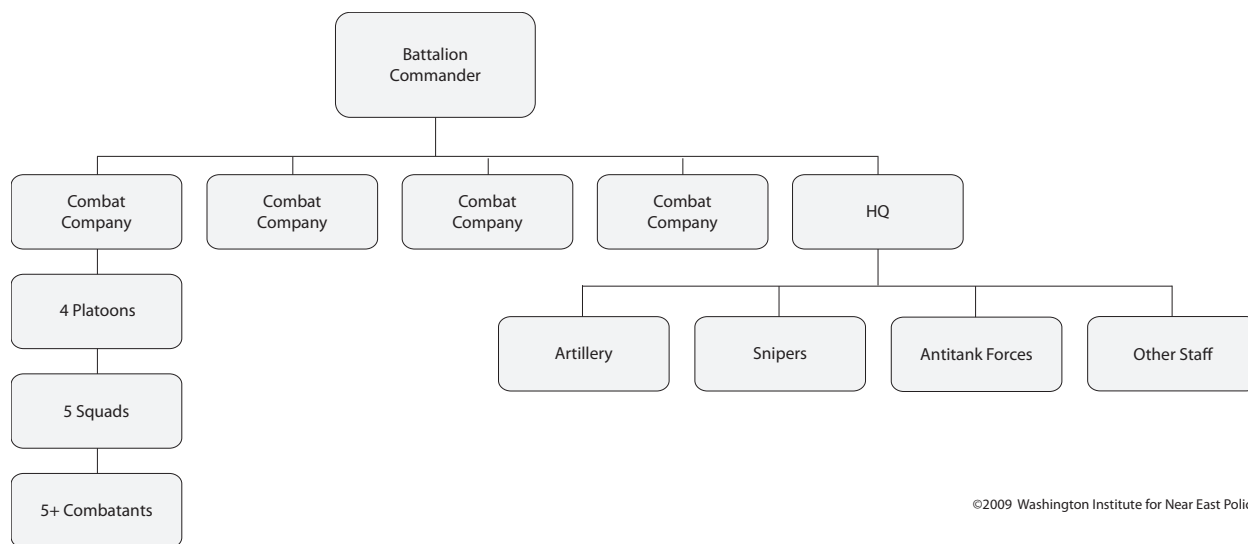 Battalion
Commander
Combat
Company
Combat
Company
Combat
Company
Combat
Company
HQ
4 Platoons
Artillery
Snipers
Antitank Forces
Other Staff
5 Squads
5+ Combatants
©2009 Washington Institute for Near East Polic